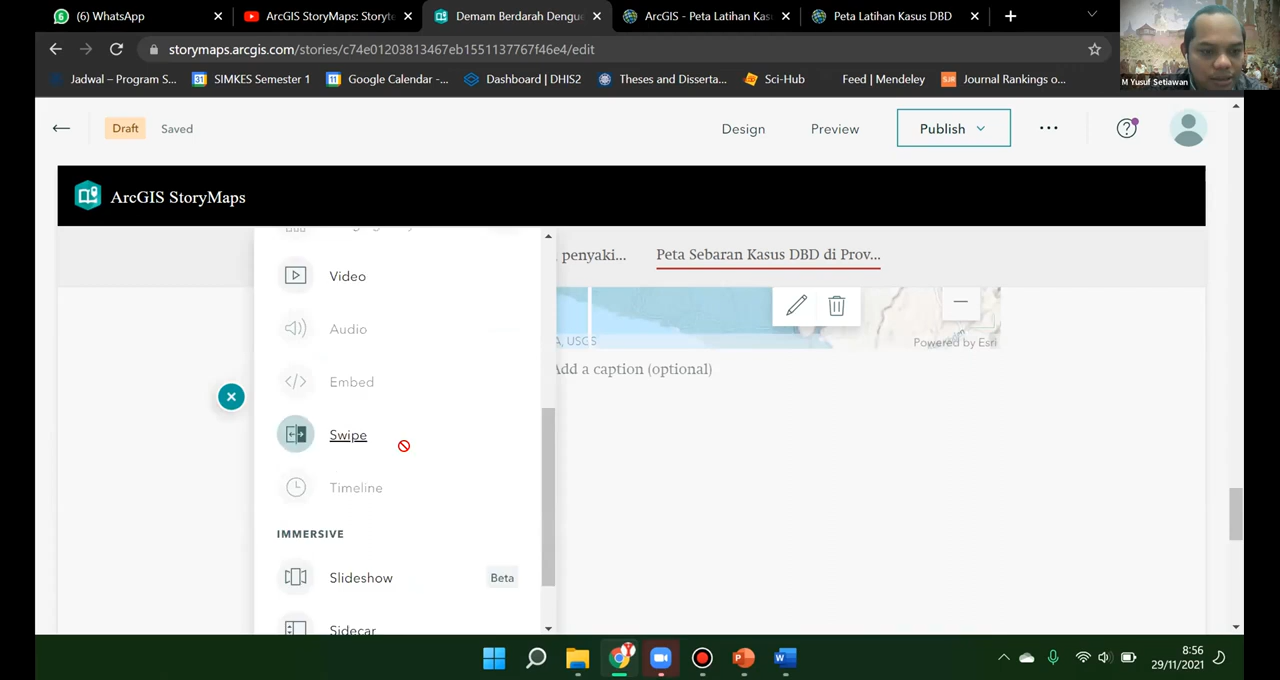 (6) WhatsApp
ArcGIS StoryMaps: Storyte
Demam Berdarah Dengue
ArcGIS - Peta Latihan Kas
Peta Latihan Kasus DBD
storymaps.arcgis.com/stories/c74e01203813467eb1551137767f46e4/edit
M Yusuf Setiawan
Jadwal – Program S...
31 SIMKES Semester 1
Google Calendar -...
Dashboard | DHIS2
Theses and Disserta...
Sci-Hub
Feed | Mendeley
SJR Journal Rankings o...
Draft
Saved
Design
Preview
Publish
ArcGIS StoryMaps
penyaki...
Peta Sebaran Kasus DBD di Prov...
Video
Audio
Embed
Swipe
Timeline
IMMERSIVE
Slideshow
Beta
Sidecar
A, USGS
Powered by Esri
Add a caption (optional)
8:56
29/11/2021